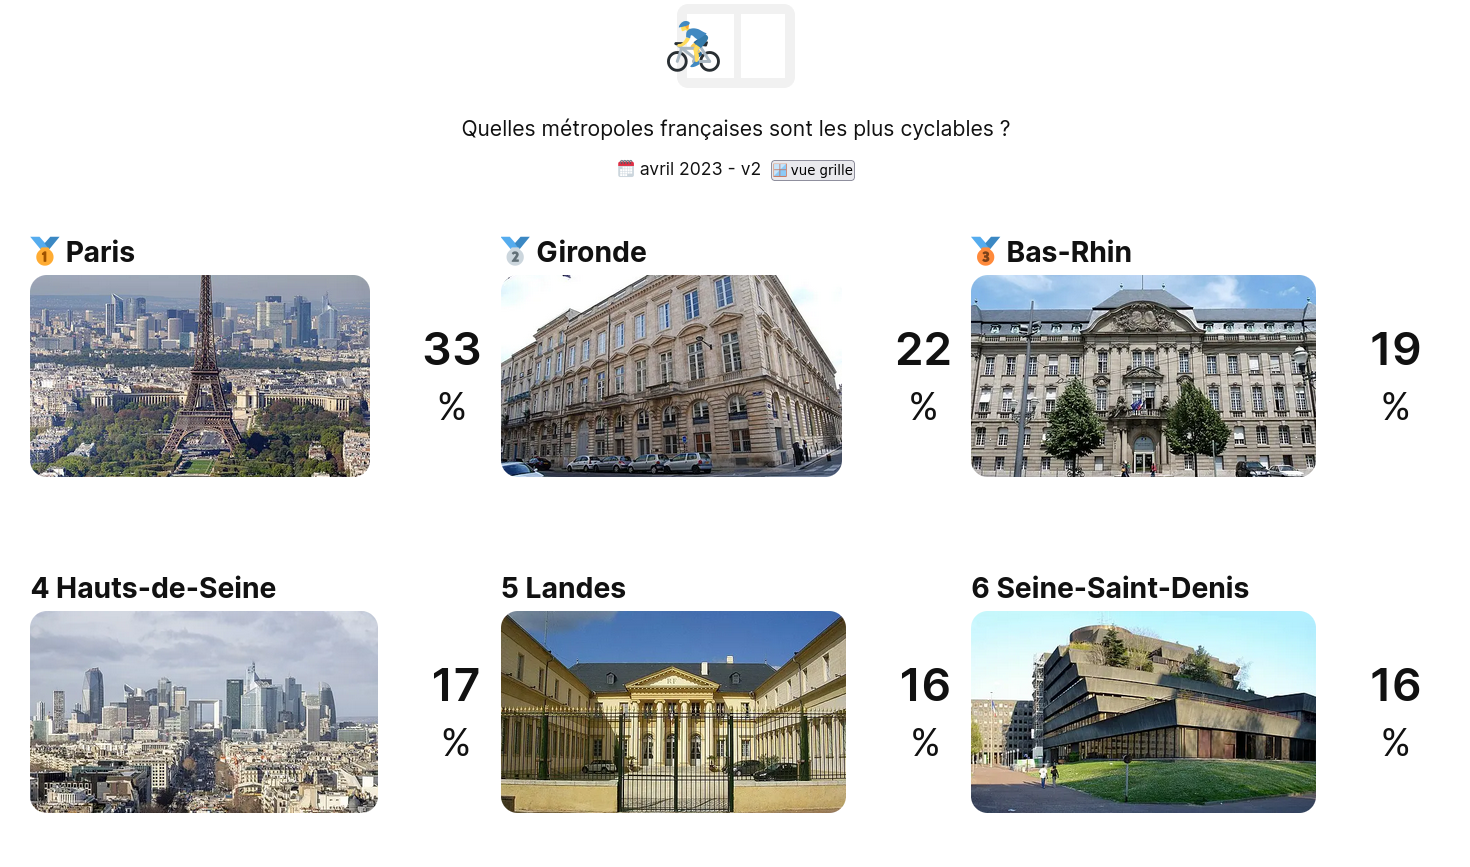 Quelles métropoles françaises sont les plus cyclables ?
avril 2023 - v2 vue grille
1 Paris
33
%
2 Gironde
22
%
3 Bas-Rhin
19
%
4 Hauts-de-Seine
17
%
5 Landes
16
%
6 Seine-Saint-Denis
16
%